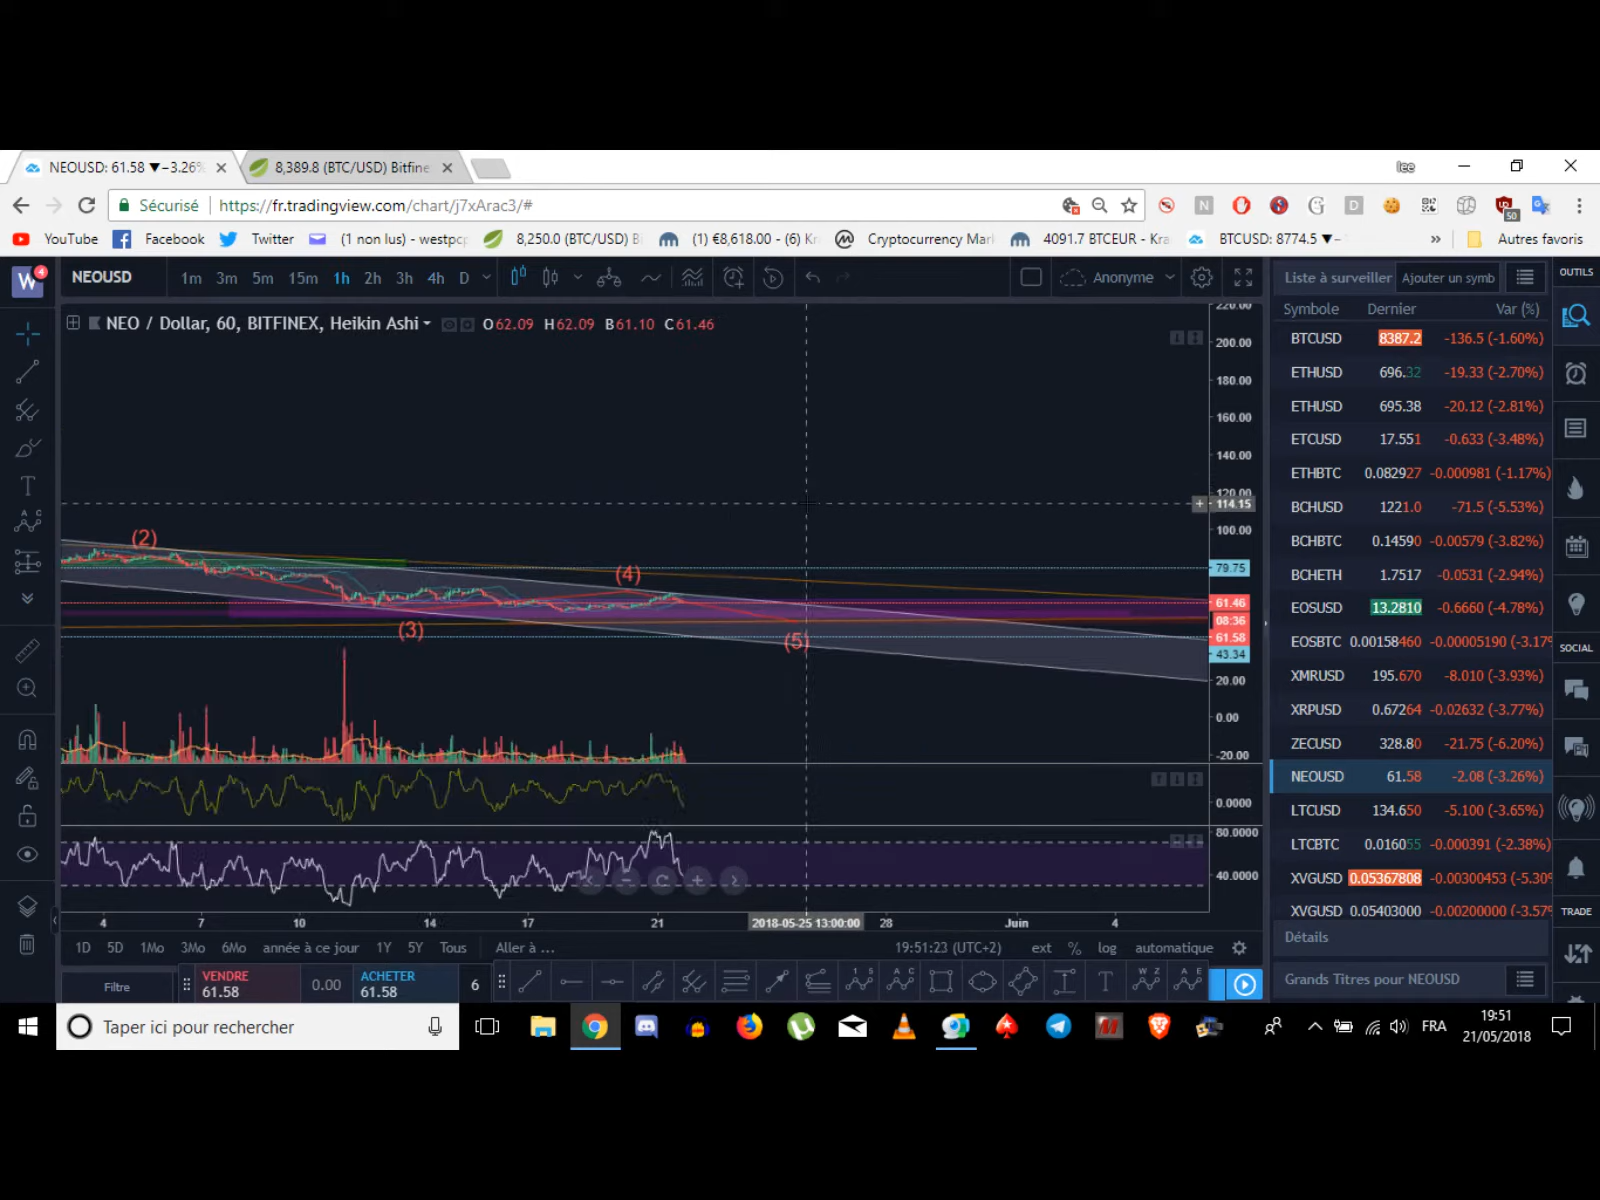 NEOUSD: 61.58 ▼−3.26%
8,389.8 (BTC/USD) Bitfine
lee
Sécurisé
https://fr.tradingview.com/chart/j7xArac3/#
50
YouTube
Facebook
Twitter
(1 non lus) - westpc
8,250.0 (BTC/USD) B
(1) €8,618.00 - (6) Kr
Cryptocurrency Mar
4091.7 BTCEUR - Kra
BTCUSD: 8774.5 ▼−
Autres favoris
W 4
NEOUSD
1m 3m 5m 15m 1h 2h 3h 4h D
Anonyme
Liste à surveiller
Ajouter un symb
OUTILS
NEO / Dollar, 60, BITFINEX, Heikin Ashi
O62.09 H62.09 B61.10 C61.46
Symbole Dernier Var (%)
BTCUSD 8387.2 -136.5 (-1.60%)
ETHUSD 696.32 -19.33 (-2.70%)
ETHUSD 695.38 -20.12 (-2.81%)
ETCUSD 17.551 -0.633 (-3.48%)
ETHBTC 0.082927 -0.000981 (-1.17%)
BCHUSD 1221.0 -71.5 (-5.53%)
BCHBTC 0.14590 -0.00579 (-3.82%)
BCHETH 1.7517 -0.0531 (-2.94%)
EOSUSD 13.2810 -0.6660 (-4.78%)
EOSBTC 0.00158460 -0.00005190 (-3.17%
XMRUSD 195.670 -8.010 (-3.93%)
XRPUSD 0.67264 -0.02632 (-3.77%)
ZECUSD 328.80 -21.75 (-6.20%)
NEOUSD 61.58 -2.08 (-3.26%)
LTCUSD 134.650 -5.100 (-3.65%)
LTCBTC 0.016055 -0.000391 (-2.38%)
XVGUSD 0.05367808 -0.00300453 (-5.30%
XVGUSD 0.05403000 -0.00200000 (-3.57%
Détails
Grands Titres pour NEOUSD
SOCIAL
TRADE
220.00
200.00
180.00
160.00
140.00
120.00
114.15
100.00
79.75
61.46
08:36
61.58
43.34
20.00
0.00
-20.00
0.0000
80.0000
40.0000
(2)
(3)
(4)
(5)
4 7 10 14 17 21 2018-05-25 13:00:00 28 Juin 4
1D 5D 1Mo 3Mo 6Mo année à ce jour 1Y 5Y Tous
Aller à ...
19:51:23 (UTC+2)
ext % log automatique
Filtre
VENDRE
61.58
0.00
ACHETER
61.58
6
Taper ici pour rechercher
FRA
19:51
21/05/2018